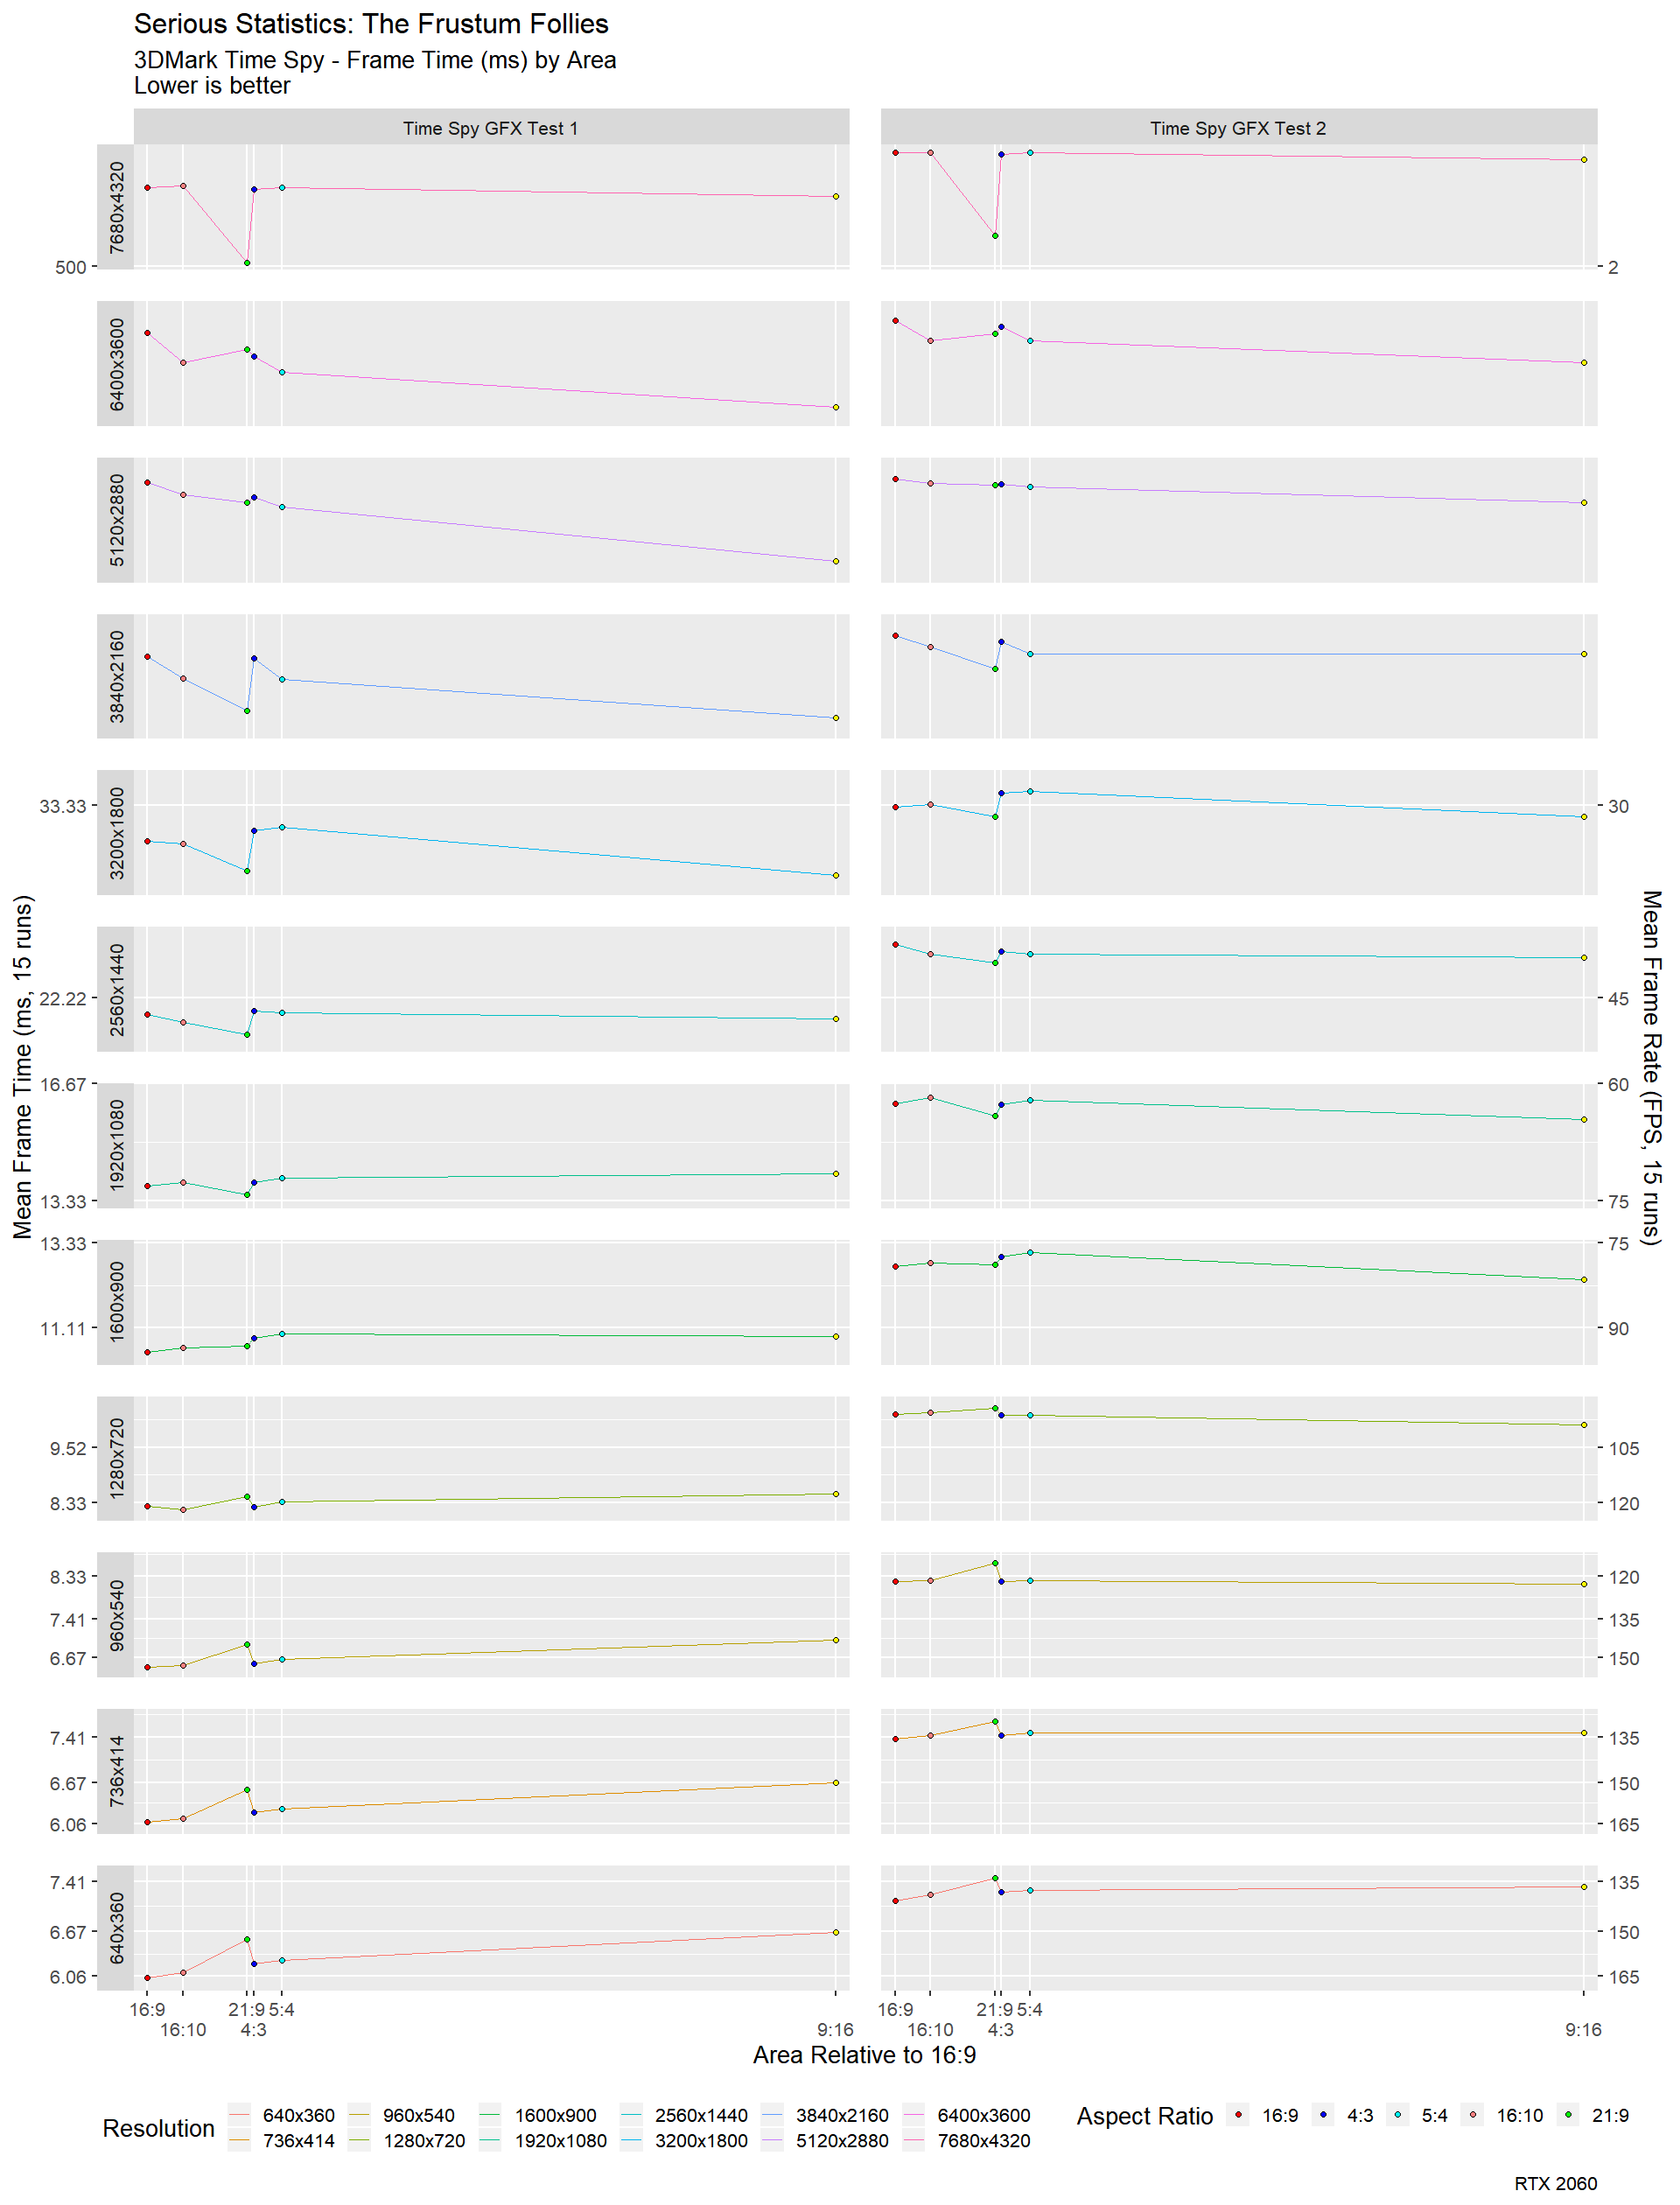 Serious Statistics: The Frustum Follies
3DMark Time Spy - Frame Time (ms) by Area
Lower is better
Time Spy GFX Test 1
Time Spy GFX Test 2
7680x4320
500
2
6400x3600
5120x2880
3840x2160
3200x1800
33.33
30
2560x1440
22.22
45
1920x1080
16.67
60
13.33
75
1600x900
13.33
75
11.11
90
1280x720
9.52
105
8.33
120
960x540
8.33
120
7.41
135
6.67
150
736x414
7.41
135
6.67
150
6.06
165
640x360
7.41
135
6.67
150
6.06
165
Mean Frame Time (ms, 15 runs)
Mean Frame Rate (FPS, 15 runs)
16:9 21:9 5:4 16:9 21:9 5:4
16:10 4:3 9:16 16:10 4:3 9:16
Area Relative to 16:9
Resolution
640x360 960x540 1600x900 2560x1440 3840x2160 6400x3600
736x414 1280x720 1920x1080 3200x1800 5120x2880 7680x4320
Aspect Ratio 16:9 4:3 5:4 16:10 21:9
RTX 2060